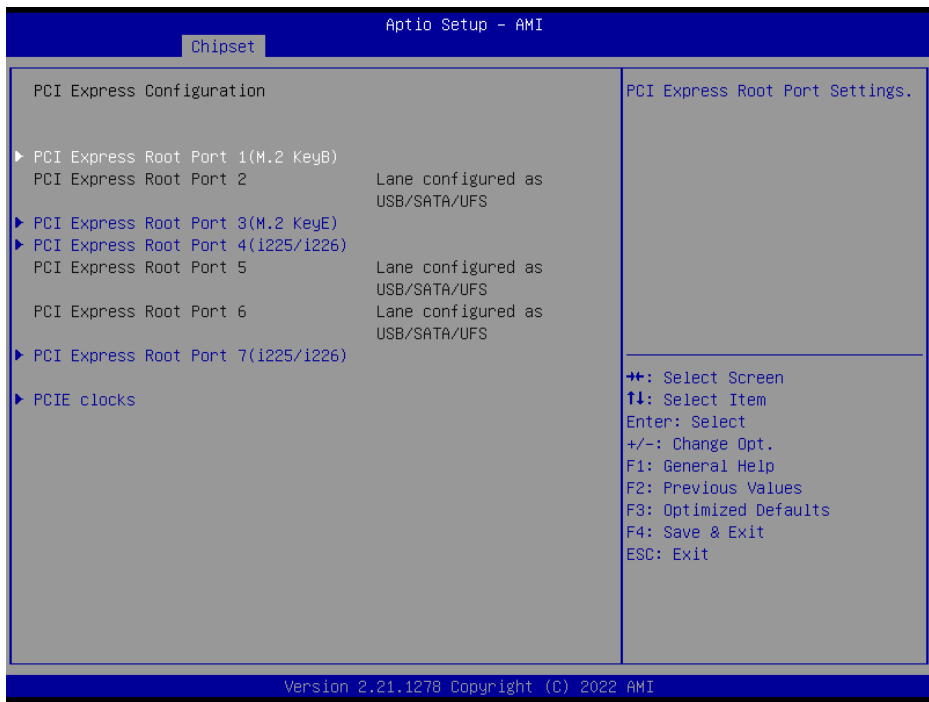 Aptio Setup – AMI
Chipset
PCI Express Configuration
PCI Express Root Port Settings.
▶ PCI Express Root Port 1(M.2 KeyB)
PCI Express Root Port 2 Lane configured as
USB/SATA/UFS
▶ PCI Express Root Port 3(M.2 KeyE)
▶ PCI Express Root Port 4(i225/i226)
PCI Express Root Port 5 Lane configured as
USB/SATA/UFS
PCI Express Root Port 6 Lane configured as
USB/SATA/UFS
▶ PCI Express Root Port 7(i225/i226)
▶ PCIE clocks
→←: Select Screen
↑↓: Select Item
Enter: Select
+/-: Change Opt.
F1: General Help
F2: Previous Values
F3: Optimized Defaults
F4: Save & Exit
ESC: Exit
Version 2.21.1278 Copyright (C) 2022 AMI